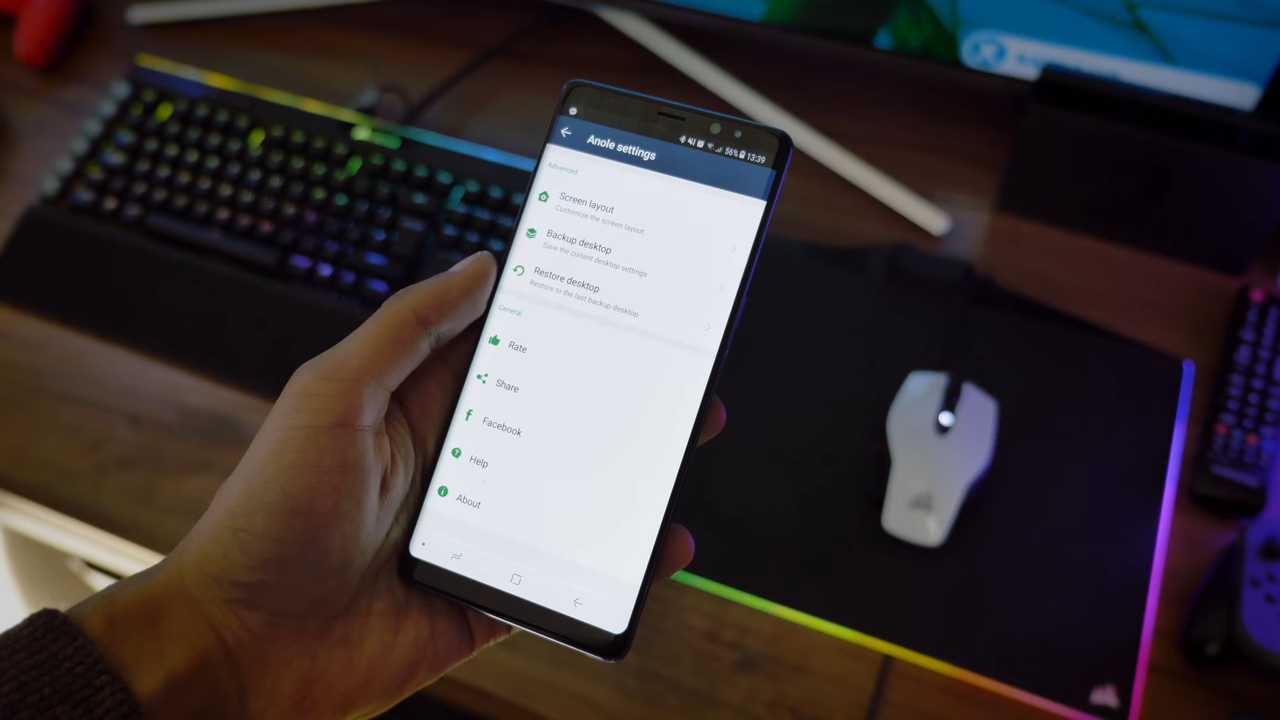 56% 13:39
Anole settings
Advanced
Screen layout
Customize the screen layout
Backup desktop
Save the current desktop settings
Restore desktop
Restore to the last backup desktop
General
Rate
Share
Facebook
Help
About